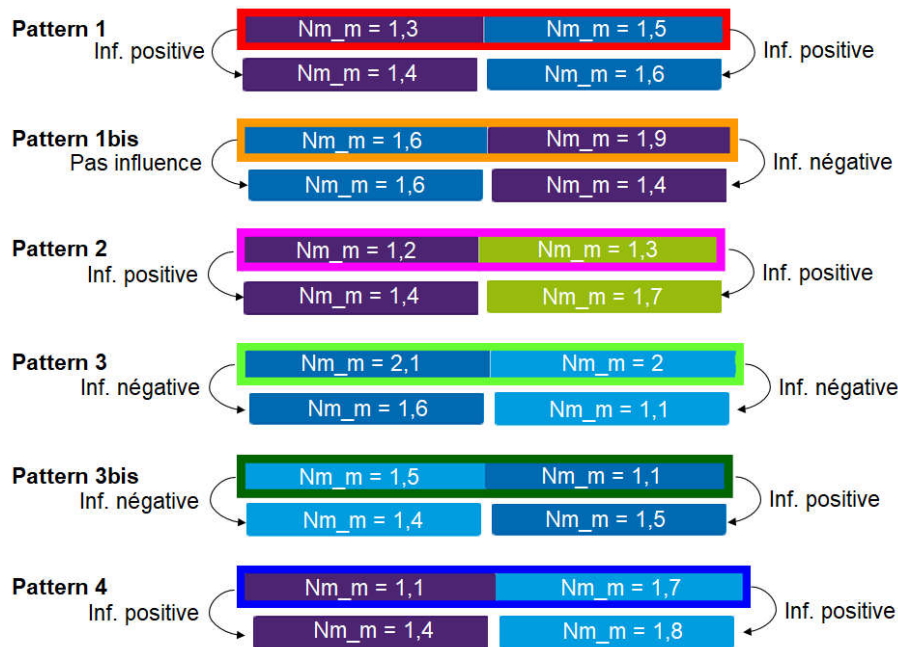 Pattern 1
Inf. positive
Nm_m = 1,3 Nm_m = 1,5
Inf. positive
Nm_m = 1,4 Nm_m = 1,6
Pattern 1bis
Pas influence
Nm_m = 1,6 Nm_m = 1,9
Inf. négative
Nm_m = 1,6 Nm_m = 1,4
Pattern 2
Inf. positive
Nm_m = 1,2 Nm_m = 1,3
Inf. positive
Nm_m = 1,4 Nm_m = 1,7
Pattern 3
Inf. négative
Nm_m = 2,1 Nm_m = 2
Inf. négative
Nm_m = 1,6 Nm_m = 1,1
Pattern 3bis
Inf. négative
Nm_m = 1,5 Nm_m = 1,1
Inf. positive
Nm_m = 1,4 Nm_m = 1,5
Pattern 4
Inf. positive
Nm_m = 1,1 Nm_m = 1,7
Inf. positive
Nm_m = 1,4 Nm_m = 1,8